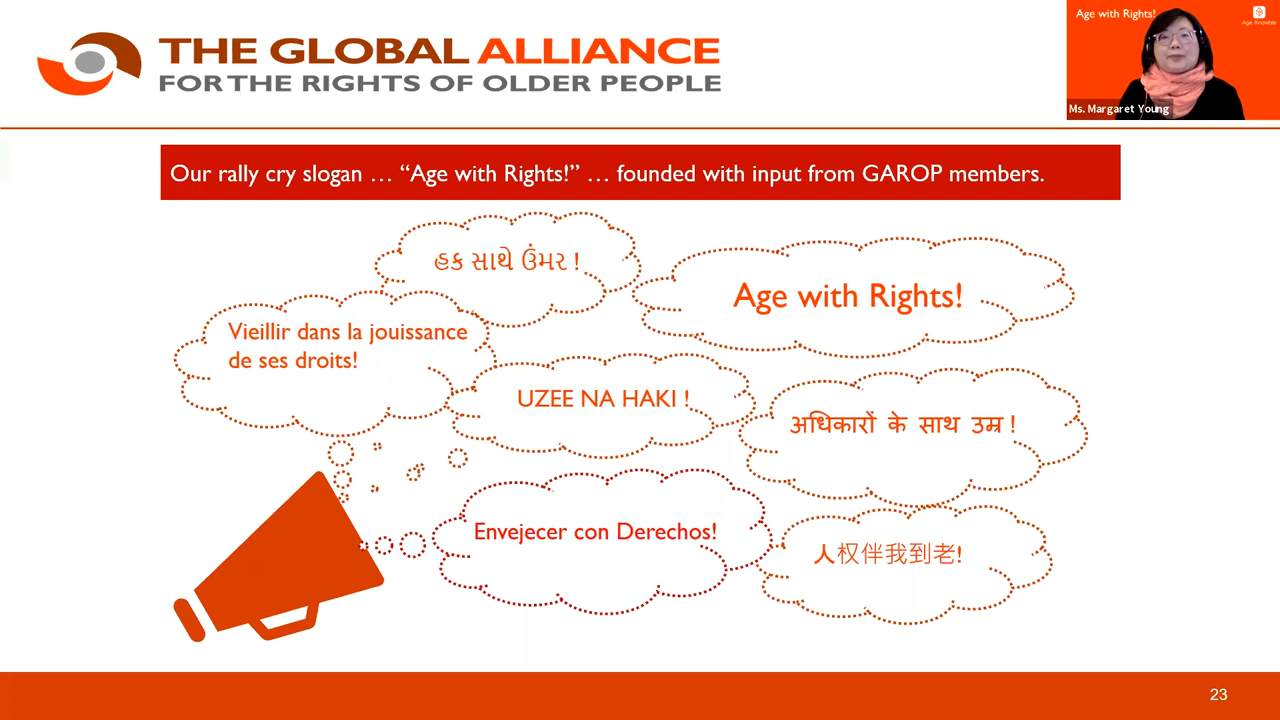 THE GLOBAL ALLIANCE
FOR THE RIGHTS OF OLDER PEOPLE
Age with Rights!
Age Knowble
Ms. Margaret Young
Our rally cry slogan … “Age with Rights!” … founded with input from GAROP members.
હક સાથે ઉંમર !
Age with Rights!
Vieillir dans la jouissance
de ses droits!
UZEE NA HAKI !
अधिकारों के साथ उम्र !
Envejecer con Derechos!
人权伴我到老!
23